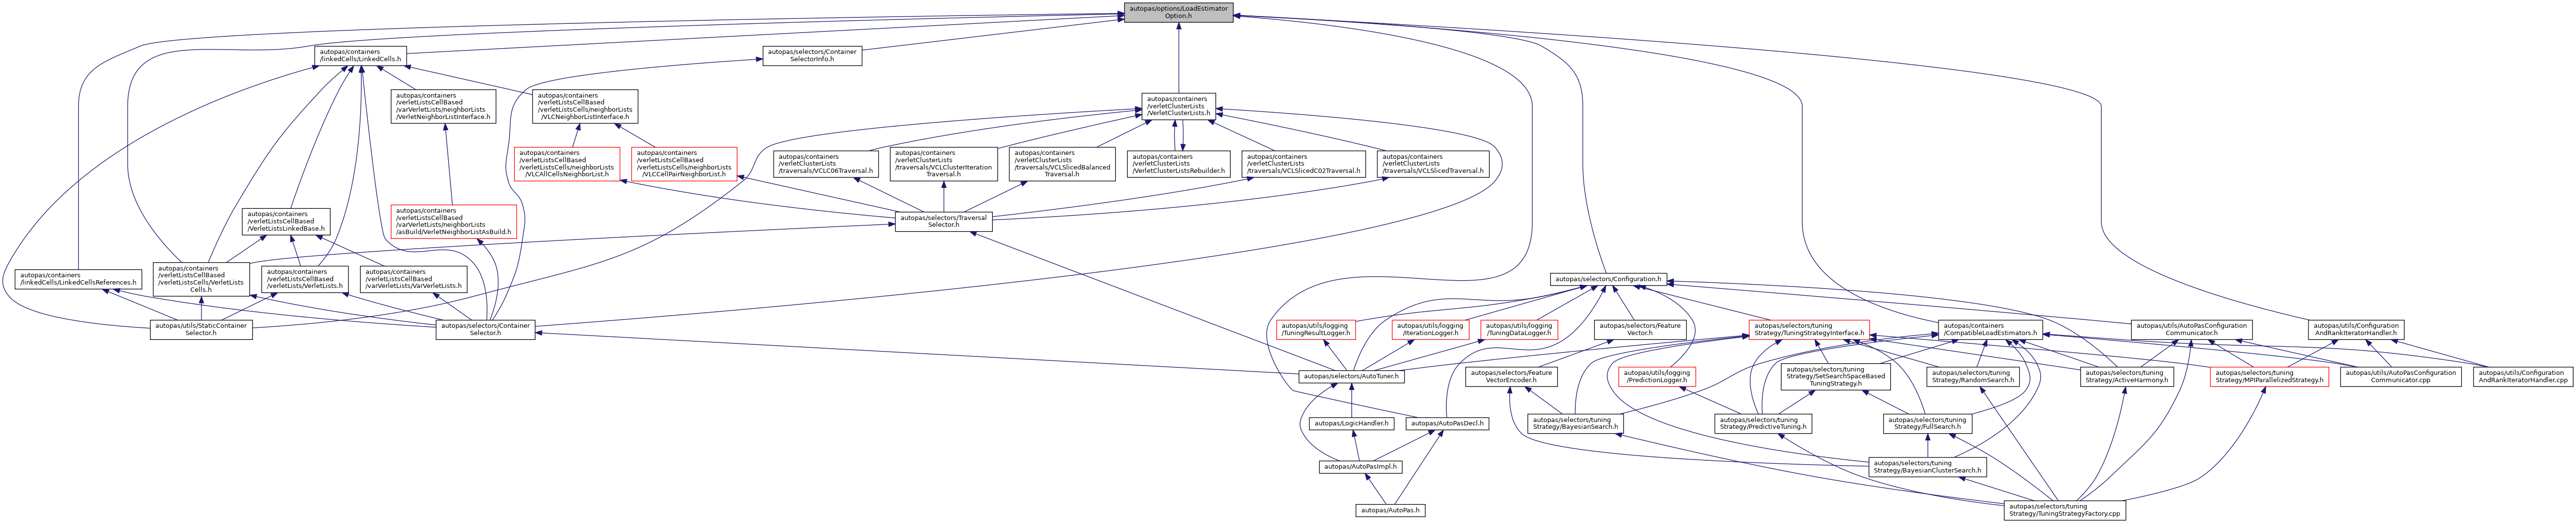 autopas/options/LoadEstimator
Option.h
autopas/containers
/linkedCells/LinkedCells.h
autopas/selectors/Container
SelectorInfo.h
autopas/containers
/verletListsCellBased
/varVerletLists/neighborLists
/VerletNeighborListInterface.h
autopas/containers
/verletListsCellBased
/verletListsCells/neighborLists
/VLCNeighborListInterface.h
autopas/containers
/verletClusterLists
/VerletClusterLists.h
autopas/containers
/verletListsCellBased
/verletListsCells/neighborLists
/VLCAllCellsNeighborList.h
autopas/containers
/verletListsCellBased
/verletListsCells/neighborLists
/VLCCellPairNeighborList.h
autopas/containers
/verletClusterLists
/traversals/VCLC06Traversal.h
autopas/containers
/verletClusterLists
/traversals/VCLClusterIteration
Traversal.h
autopas/containers
/verletClusterLists
/traversals/VCLSlicedBalanced
Traversal.h
autopas/containers
/verletClusterLists
/VerletClusterListsRebuilder.h
autopas/containers
/verletClusterLists
/traversals/VCLSlicedC02Traversal.h
autopas/containers
/verletClusterLists
/traversals/VCLSlicedTraversal.h
autopas/containers
/verletListsCellBased
/VerletListsLinkedBase.h
autopas/containers
/verletListsCellBased
/varVerletLists/neighborLists
/asBuild/VerletNeighborListAsBuild.h
autopas/selectors/Traversal
Selector.h
autopas/containers
/linkedCells/LinkedCellsReferences.h
autopas/containers
/verletListsCellBased
/verletListsCells/VerletLists
Cells.h
autopas/containers
/verletListsCellBased
/verletLists/VerletLists.h
autopas/containers
/verletListsCellBased
/varVerletLists/VarVerletLists.h
autopas/selectors/Configuration.h
autopas/utils/StaticContainer
Selector.h
autopas/selectors/Container
Selector.h
autopas/utils/logging
/TuningResultLogger.h
autopas/utils/logging
/IterationLogger.h
autopas/utils/logging
/TuningDataLogger.h
autopas/selectors/Feature
Vector.h
autopas/selectors/tuning
Strategy/TuningStrategyInterface.h
autopas/containers
/CompatibleLoadEstimators.h
autopas/utils/AutoPasConfiguration
Communicator.h
autopas/utils/Configuration
AndRankIteratorHandler.h
autopas/selectors/AutoTuner.h
autopas/selectors/Feature
VectorEncoder.h
autopas/utils/logging
/PredictionLogger.h
autopas/selectors/tuning
Strategy/SetSearchSpaceBased
TuningStrategy.h
autopas/selectors/tuning
Strategy/RandomSearch.h
autopas/selectors/tuning
Strategy/ActiveHarmony.h
autopas/selectors/tuning
Strategy/MPIParallelizedStrategy.h
autopas/utils/AutoPasConfiguration
Communicator.cpp
autopas/utils/Configuration
AndRankIteratorHandler.cpp
autopas/LogicHandler.h
autopas/AutoPasDecl.h
autopas/selectors/tuning
Strategy/BayesianSearch.h
autopas/selectors/tuning
Strategy/PredictiveTuning.h
autopas/selectors/tuning
Strategy/FullSearch.h
autopas/AutoPasImpl.h
autopas/selectors/tuning
Strategy/BayesianClusterSearch.h
autopas/AutoPas.h
autopas/selectors/tuning
Strategy/TuningStrategyFactory.cpp